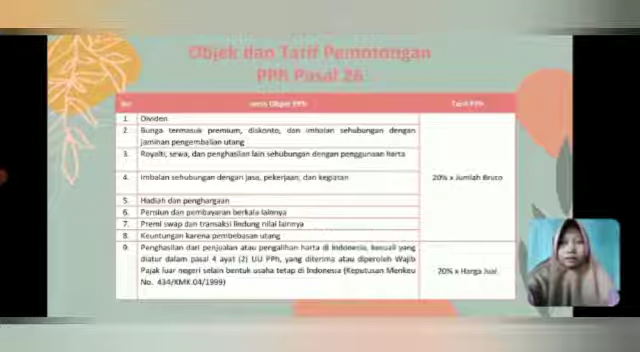 Objek dan Tarif Pemotongan
PPh Pasal 26
No Jenis Objek PPh Tarif PPh
1. Dividen
2. Bunga termasuk premium, diskonto, dan imbalan sehubungan dengan
jaminan pengembalian utang
3. Royalti, sewa, dan penghasilan lain sehubungan dengan penggunaan harta
4. Imbalan sehubungan dengan jasa, pekerjaan, dan kegiatan
20% x Jumlah Bruto
5. Hadiah dan penghargaan
6. Pensiun dan pembayaran berkala lainnya
7. Premi swap dan transaksi lindung nilai lainnya
8. Keuntungan karena pembebasan utang
9. Penghasilan dari penjualan atau pengalihan harta di Indonesia, kecuali yang
diatur dalam pasal 4 ayat (2) UU PPh, yang diterima atau diperoleh Wajib
Pajak luar negeri selain bentuk usaha tetap di Indonesia (Keputusan Menkeu
No. 434/KMK.04/1999)
20% x Harga Jual